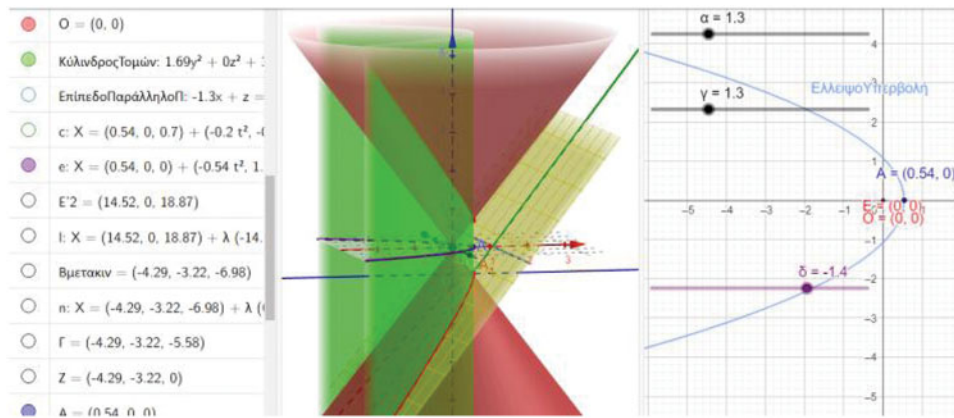 O = (0, 0)
ΚύλινδροςΤομών: 1.69y² + 0z² +
ΕπίπεδοΠαράλληλοΠ: -1.3x + z =
c: X = (0.54, 0, 0.7) + (-0.2 t²,
e: X = (0.54, 0, 0) + (-0.54 t², 1.
Ε'2 = (14.52, 0, 18.87)
l: X = (14.52, 0, 18.87) + λ (-14.
Βμετακιν = (-4.29, -3.22, -6.98)
n: X = (-4.29, -3.22, -6.98) + λ (
Γ = (-4.29, -3.22, -5.58)
Ζ = (-4.29, -3.22, 0)
A = (0.54, 0, 0)
α = 1.3
4
3
γ = 1.3
ΕλλειψοΥπερβολή
1
A = (0.54, 0)
E = (0, 0)
-5 -4 -3 -2 -1 0
O = (0, 0)
-1
δ = -1.4
-2
-3
-4
-5